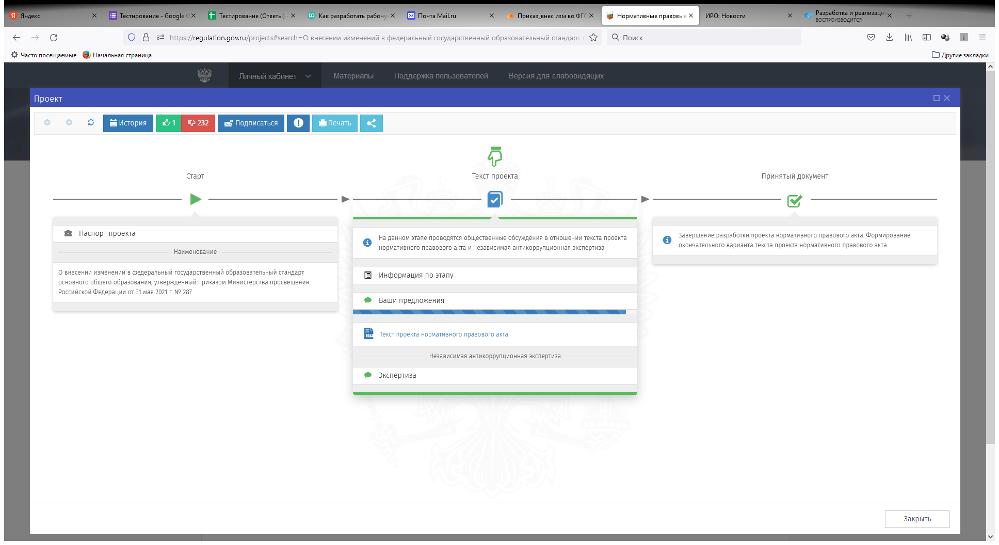 Яндекс
Тестирование - Google Ф
Тестирование (Ответы) -
Как разработать рабочу
Почта Mail.ru
Приказ_внес изм во ФГО
Нормативные правовые
ИРО: Новости
Разработка и реализаци
ВОСПРОИЗВОДИТСЯ
https://regulation.gov.ru/projects#search=О внесении изменений в федеральный государственный образовательный стандарт о
Поиск
Часто посещаемые
Начальная страница
Другие закладки
Личный кабинет
Материалы
Поддержка пользователей
Версия для слабовидящих
Проект
История
1
232
Подписаться
Печать
Старт
Текст проекта
Принятый документ
Паспорт проекта
Наименование
О внесении изменений в федеральный государственный образовательный стандарт
основного общего образования, утвержденный приказом Министерства просвещения
Российской Федерации от 31 мая 2021 г. № 287
На данном этапе проводятся общественные обсуждения в отношении текста проекта
нормативного правового акта и независимая антикоррупционная экспертиза
Информация по этапу
Ваши предложения
Текст проекта нормативного правового акта
Независимая антикоррупционная экспертиза
Экспертиза
Завершение разработки проекта нормативного правового акта. Формирование
окончательного варианта текста проекта нормативного правового акта.
Закрыть